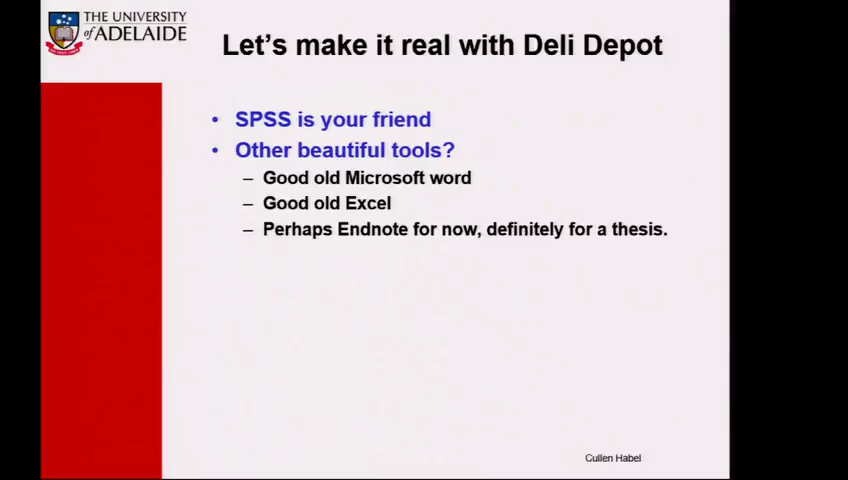 THE UNIVERSITY
of ADELAIDE
Let's make it real with Deli Depot
• SPSS is your friend
• Other beautiful tools?
– Good old Microsoft word
– Good old Excel
– Perhaps Endnote for now, definitely for a thesis.
Cullen Habel